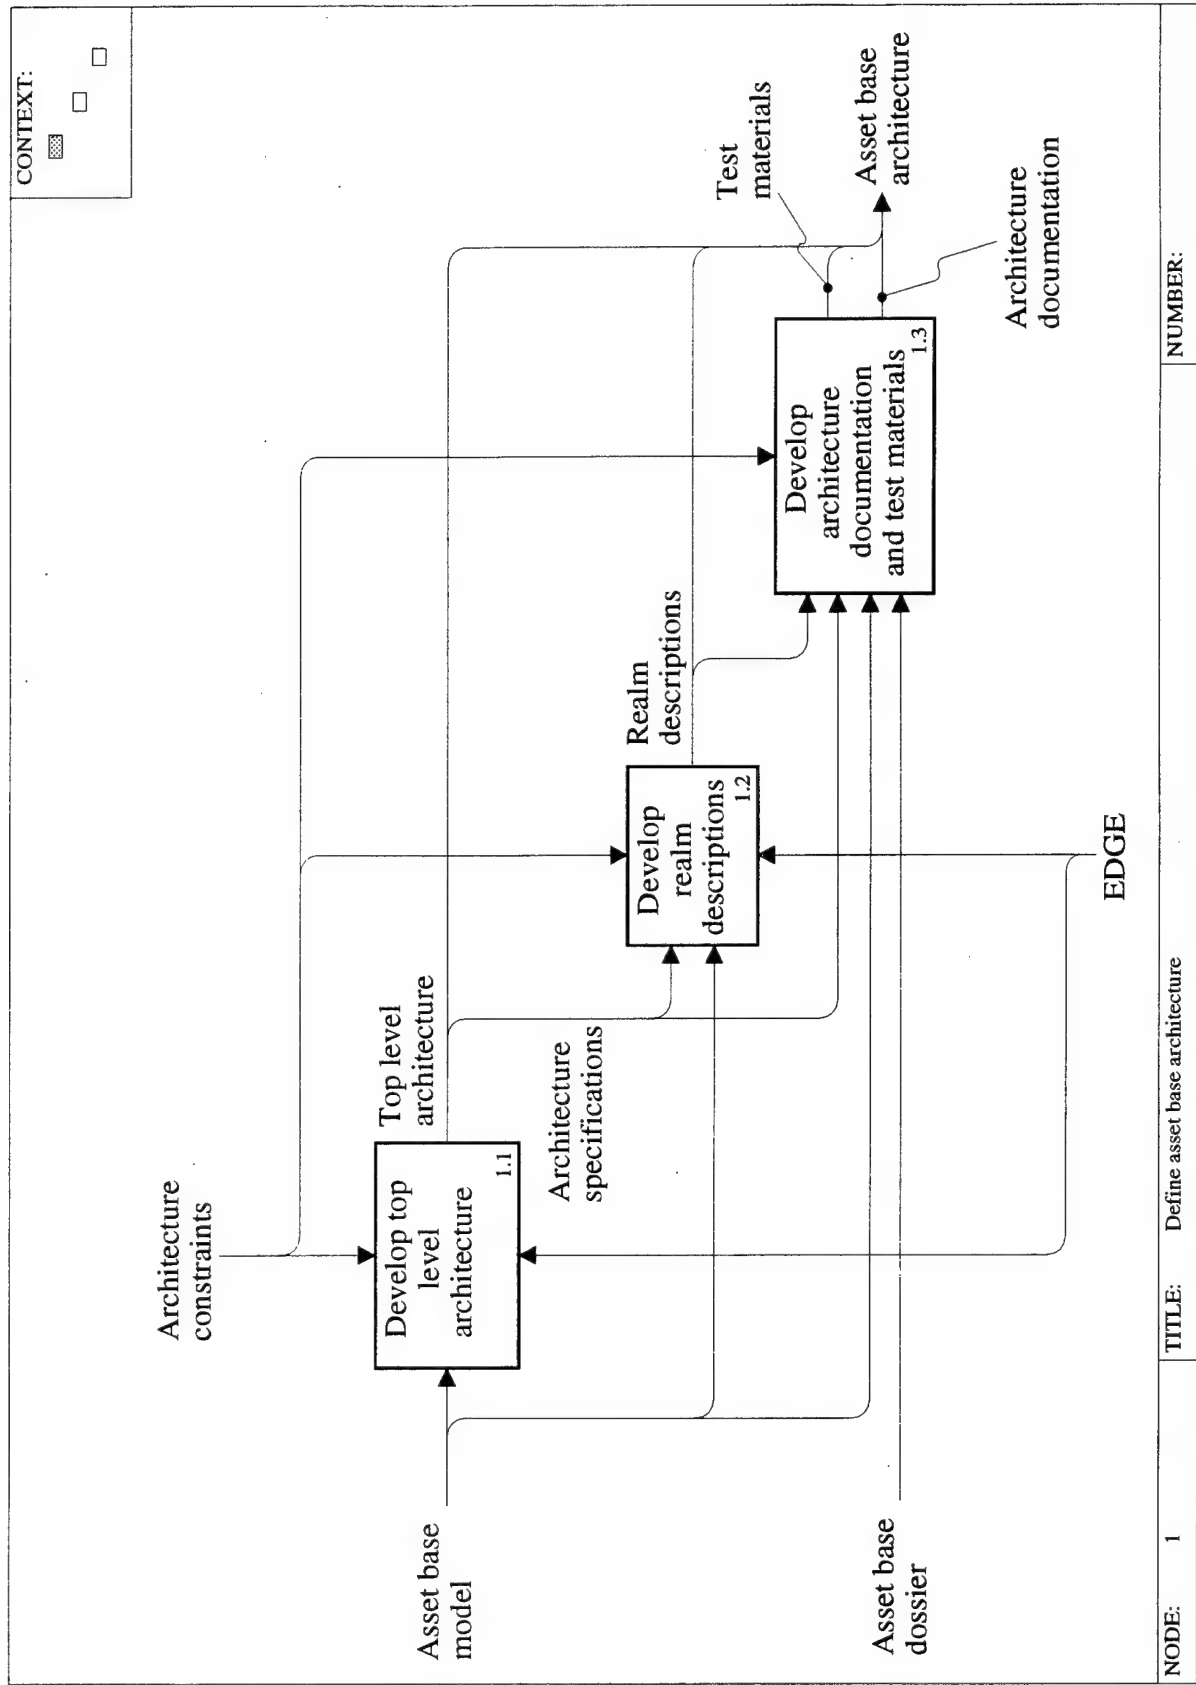 CONTEXT:
Architecture
constraints
Develop top
level
architecture
1.1
Top level
architecture
Architecture
specifications
Asset base
model
Develop
realm
descriptions
1.2
Realm
descriptions
Develop
architecture
documentation
and test materials
1.3
Test
materials
Asset base
architecture
Architecture
documentation
Asset base
dossier
EDGE
NODE: 1
TITLE: Define asset base architecture
NUMBER: